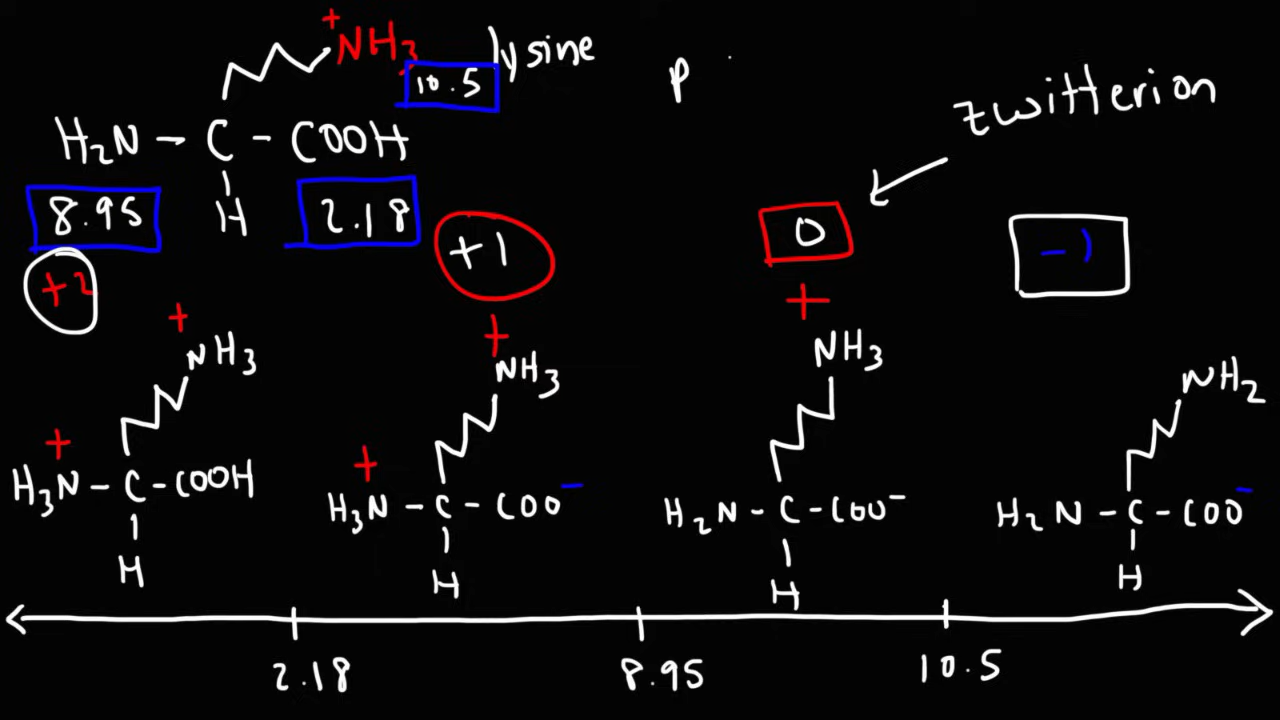 +
NH3
lysine
10.5
p
zwitterion
H2N - C - COOH
8.95
H
2.18
+2
+1
0
-1
+
NH3
+
NH3
+
NH3
NH2
+
H3N - C - COOH
H
+
H3N - C - COO-
H
H2N - C - COO-
H
H2N - C - COO-
H
2.18
8.95
10.5